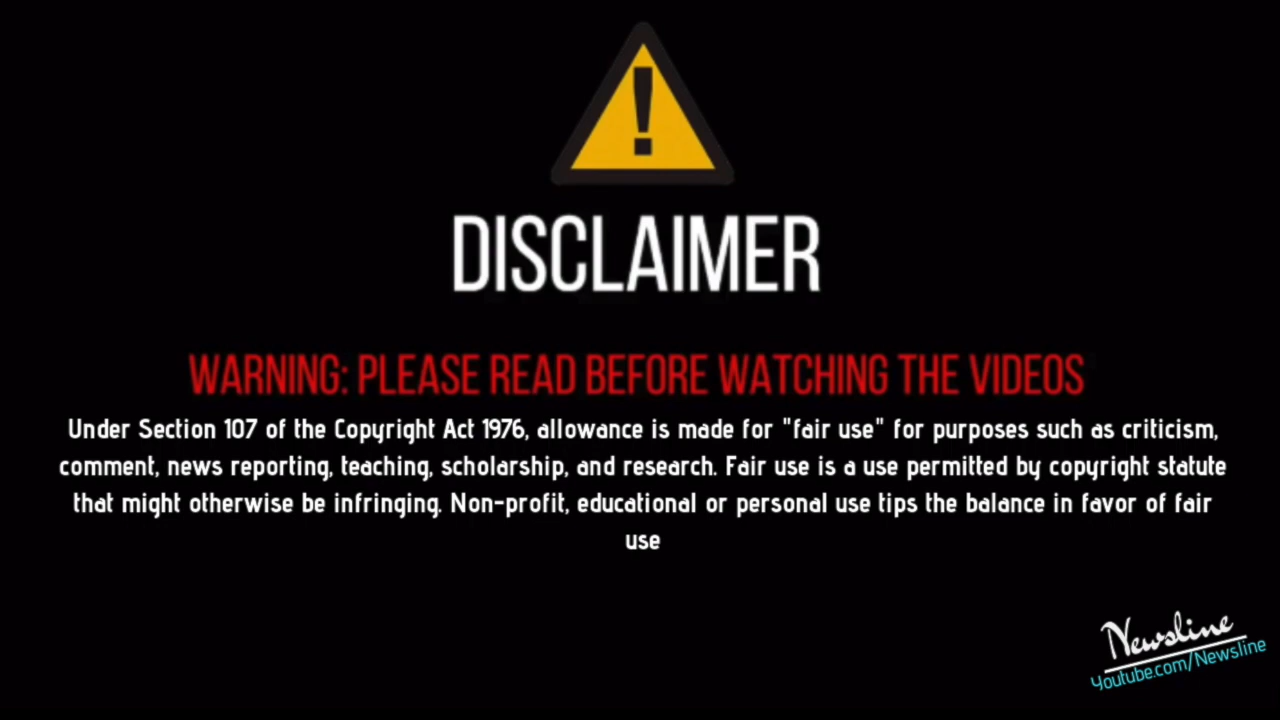 !
DISCLAIMER
WARNING: PLEASE READ BEFORE WATCHING THE VIDEOS
Under Section 107 of the Copyright Act 1976, allowance is made for "fair use" for purposes such as criticism,
comment, news reporting, teaching, scholarship, and research. Fair use is a use permitted by copyright statute
that might otherwise be infringing. Non-profit, educational or personal use tips the balance in favor of fair
use
Newsline
Youtube.com/Newsline